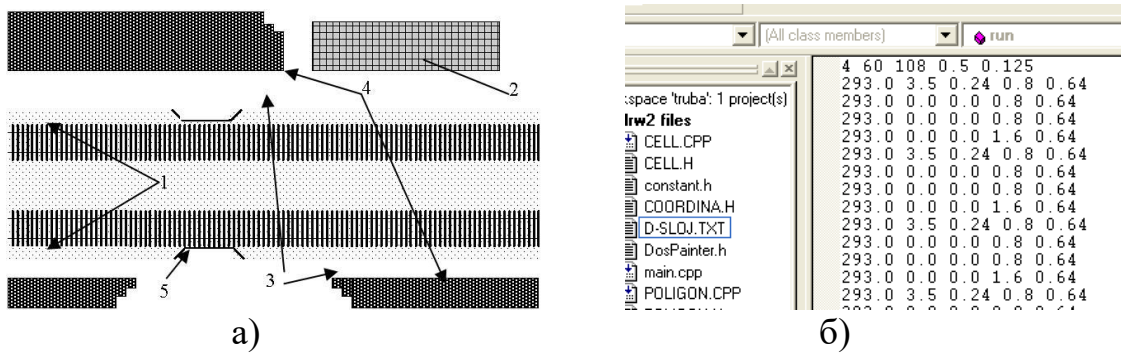 4
2
1
5
3
а)
(All class members)
run
.space 'truba': 1 project(s)
lrw2 files
CELL.CPP
CELL.H
constant.h
COORDINA.H
D-SLOJ.TXT
DosPainter.h
main.cpp
POLIGON.CPP
4 60 108 0.5 0.125
293.0 3.5 0.24 0.8 0.64
293.0 0.0 0.0 0.8 0.64
293.0 0.0 0.0 0.8 0.64
293.0 0.0 0.0 1.6 0.64
293.0 3.5 0.24 0.8 0.64
293.0 0.0 0.0 0.8 0.64
293.0 0.0 0.0 0.8 0.64
293.0 0.0 0.0 1.6 0.64
293.0 3.5 0.24 0.8 0.64
293.0 0.0 0.0 0.8 0.64
293.0 0.0 0.0 0.8 0.64
293.0 0.0 0.0 1.6 0.64
293.0 3.5 0.24 0.8 0.64
б)